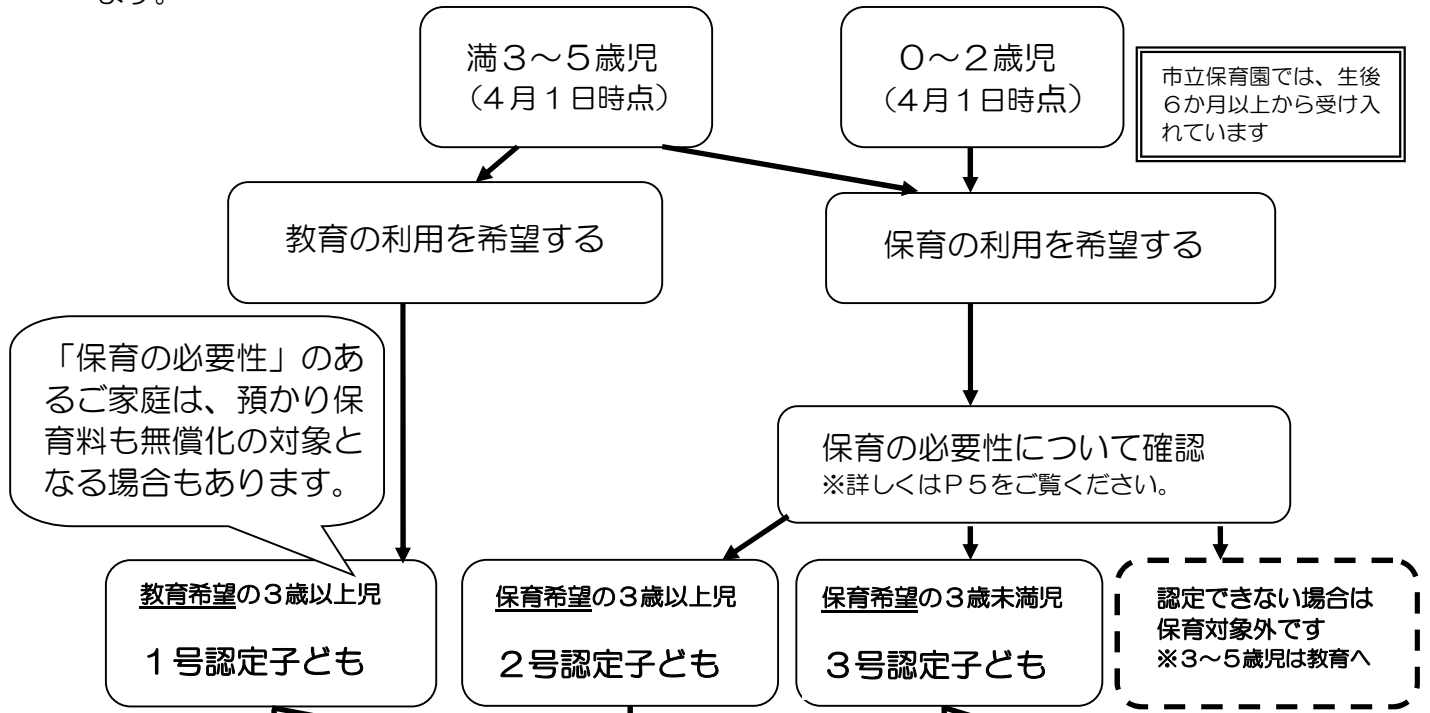 ます。
満３～５歳児
（４月１日時点）
０～２歳児
（４月１日時点）
市立保育園では、生後
６か月以上から受け入
れています
教育の利用を希望する
保育の利用を希望する
「保育の必要性」のあ
るご家庭は、預かり保
育料も無償化の対象と
なる場合もあります。
保育の必要性について確認
※詳しくはＰ５をご覧ください。
教育希望の３歳以上児
１号認定子ども
保育希望の３歳以上児
２号認定子ども
保育希望の３歳未満児
３号認定子ども
認定できない場合は
保育対象外です
※３～５歳児は教育へ